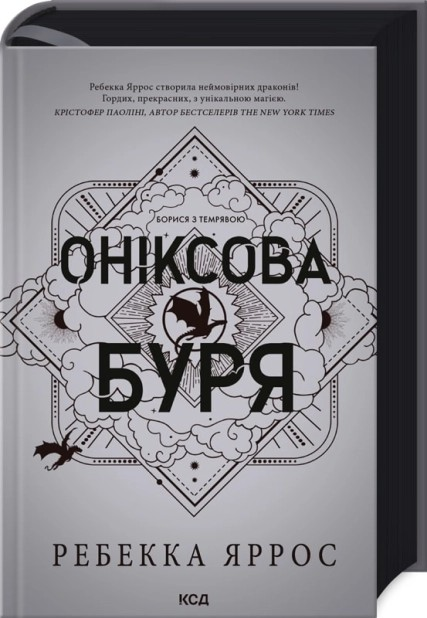 Ребекка Яррос створила неймовірних драконів!
Гордих, прекрасних, з унікальною магією.
КРІСТОФЕР ПАОЛІНІ, АВТОР БЕСТСЕЛЕРІВ THE NEW YORK TIMES
БОРИСЯ З ТЕМРЯВОЮ
ОНІКСОВА
БУРЯ
РЕБЕККА ЯРРОС
КСД